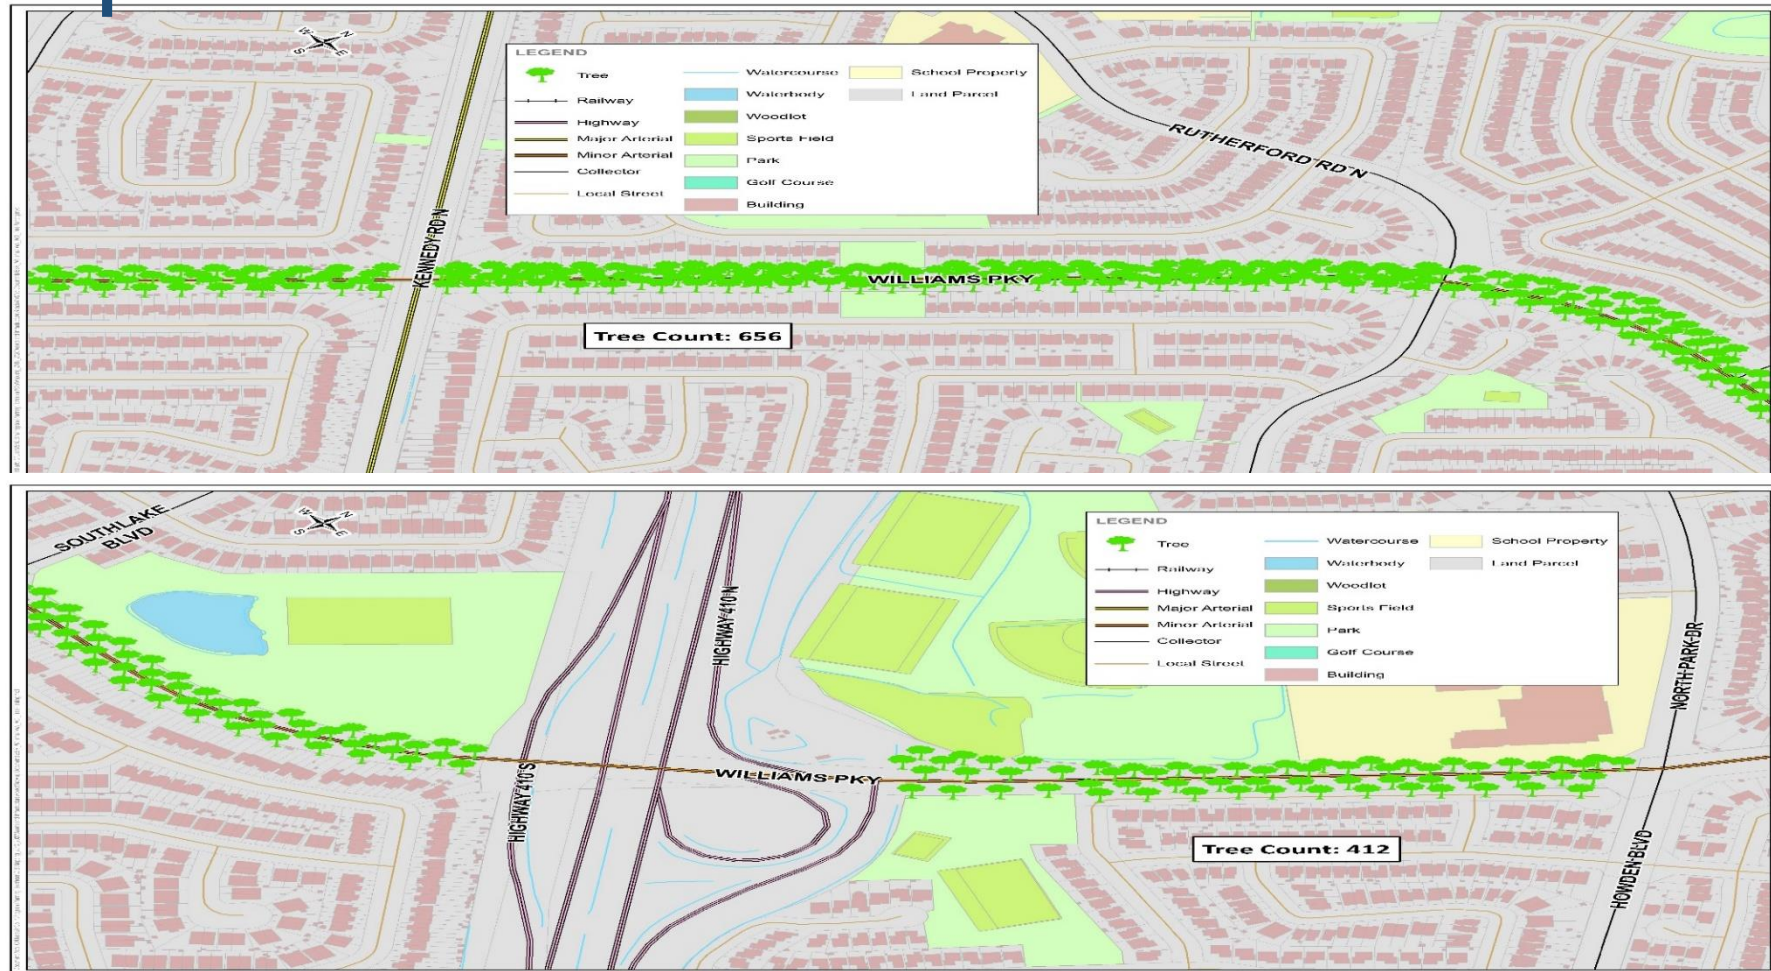 N
W
E
S
LEGEND
Tree
Railway
Highway
Major Arterial
Minor Arterial
Collector
Local Street
Watercourse
Waterbody
Woodlot
Sports Field
Park
Golf Course
Building
School Property
Land Parcel
RUTHERFORD RD N
KENNEDY RD N
WILLIAMS PKY
Tree Count: 656
SOUTHLAKE
BLVD
N
W
E
S
LEGEND
Tree
Railway
Highway
Major Arterial
Minor Arterial
Collector
Local Street
Watercourse
Waterbody
Woodlot
Sports Field
Park
Golf Course
Building
School Property
Land Parcel
HIGHWAY 410 N
NORTH PARK DR
WILLIAMS PKY
HIGHWAY 410 S
Tree Count: 412
HOWDEN BLVD